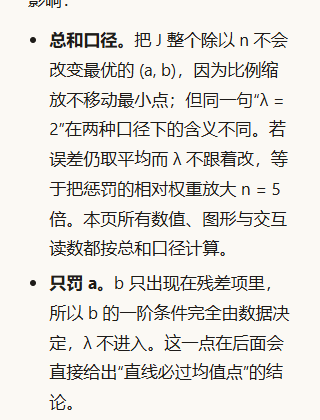 影响：
• 总和口径。把 J 整个除以 n 不会
改变最优的 (a, b)，因为比例缩
放不移动最小点；但同一句“λ =
2”在两种口径下的含义不同。若
误差仍取平均而 λ 不跟着改，等
于把惩罚的相对权重放大 n = 5
倍。本页所有数值、图形与交互
读数都按总和口径计算。
• 只罚 a。b 只出现在残差项里，
所以 b 的一阶条件完全由数据决
定，λ 不进入。这一点在后面会
直接给出“直线必过均值点”的结
论。